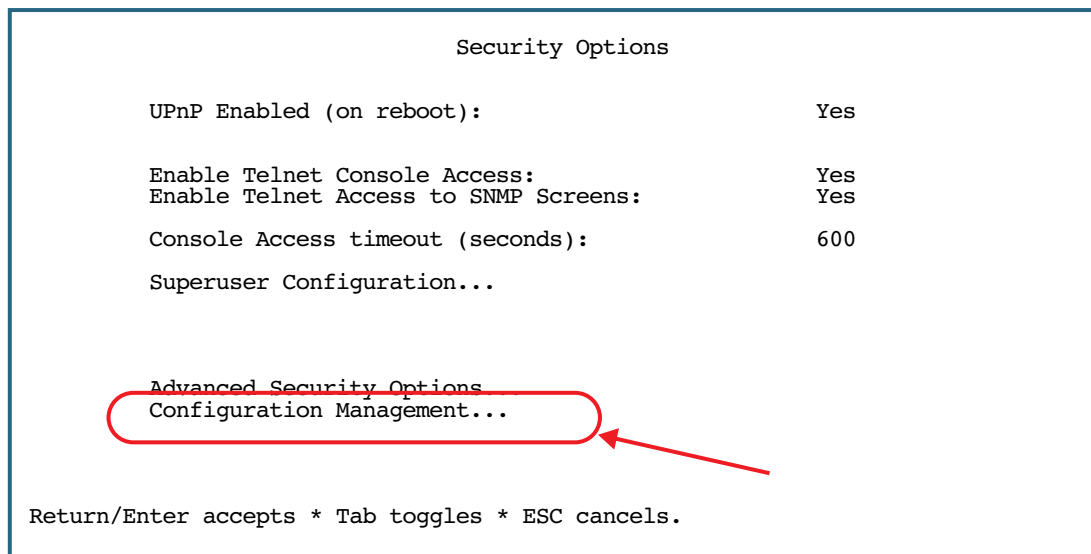 Security Options
UPnP Enabled (on reboot): Yes
Enable Telnet Console Access: Yes
Enable Telnet Access to SNMP Screens: Yes
Console Access timeout (seconds): 600
Superuser Configuration...
Advanced Security Options...
Configuration Management...
Return/Enter accepts * Tab toggles * ESC cancels.